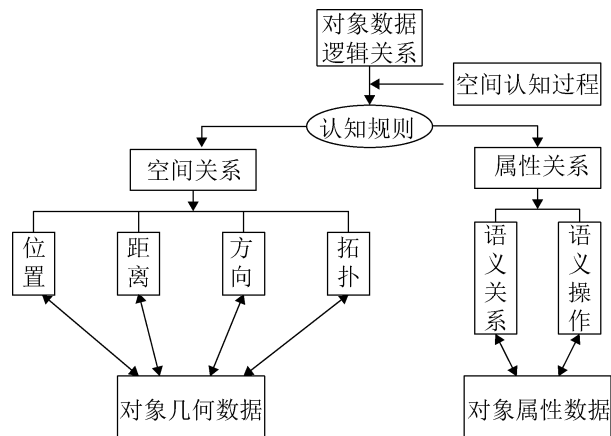 对象数据
逻辑关系
空间认知过程
认知规则
空间关系
属性关系
位置
距离
方向
拓扑
语义关系
语义操作
对象几何数据
对象属性数据